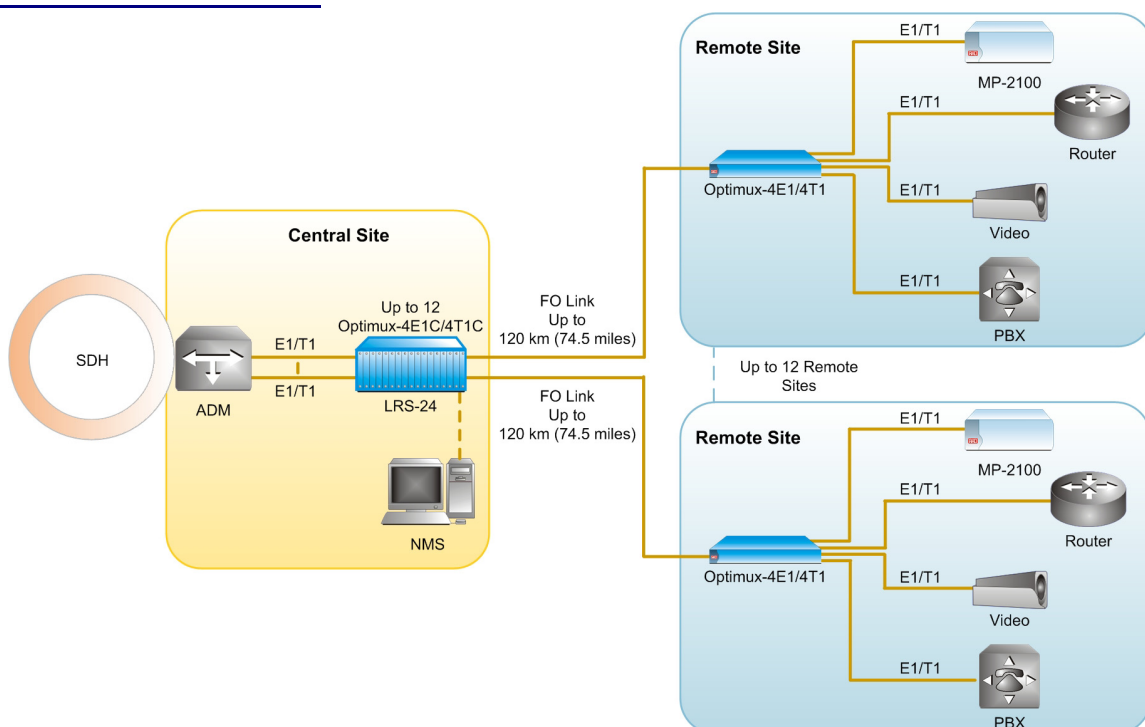 Central Site
SDH
ADM
E1/T1
E1/T1
Up to 12
Optimux-4E1C/4T1C
LRS-24
NMS
FO Link
Up to
120 km (74.5 miles)
FO Link
Up to
120 km (74.5 miles)
Remote Site
Optimux-4E1/4T1
E1/T1
MP-2100
E1/T1
Router
E1/T1
Video
E1/T1
PBX
Up to 12 Remote
Sites
Remote Site
Optimux-4E1/4T1
E1/T1
MP-2100
E1/T1
Router
E1/T1
Video
E1/T1
PBX